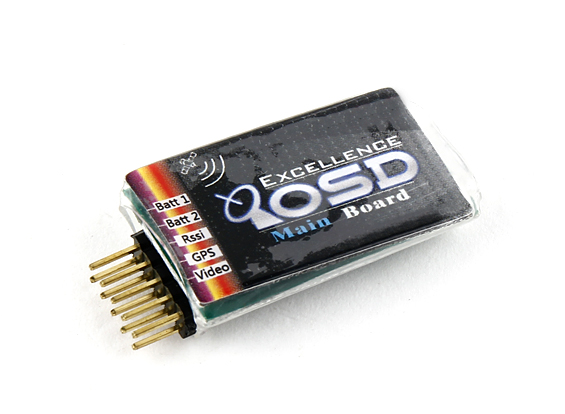 EXCELLENCE
OSD
Main Board
Batt 1
Batt 2
Rssi
GPS
Video